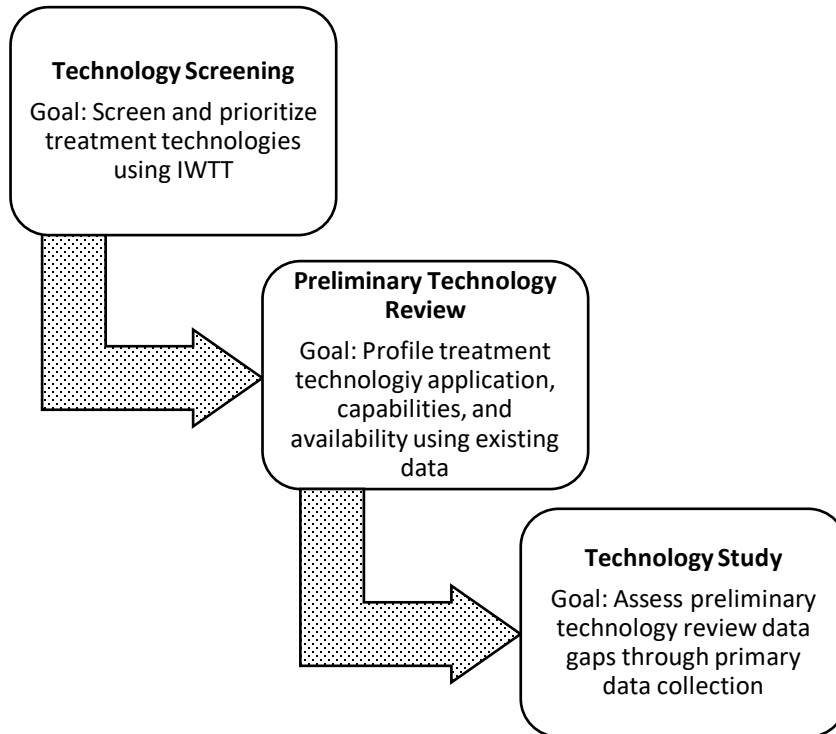 Technology Screening
Goal: Screen and prioritize
treatment technologies
using IWTT
Preliminary Technology
Review
Goal: Profile treatment
technologiy application,
capabilities, and
availability using existing
data
Technology Study
Goal: Assess preliminary
technology review data
gaps through primary
data collection